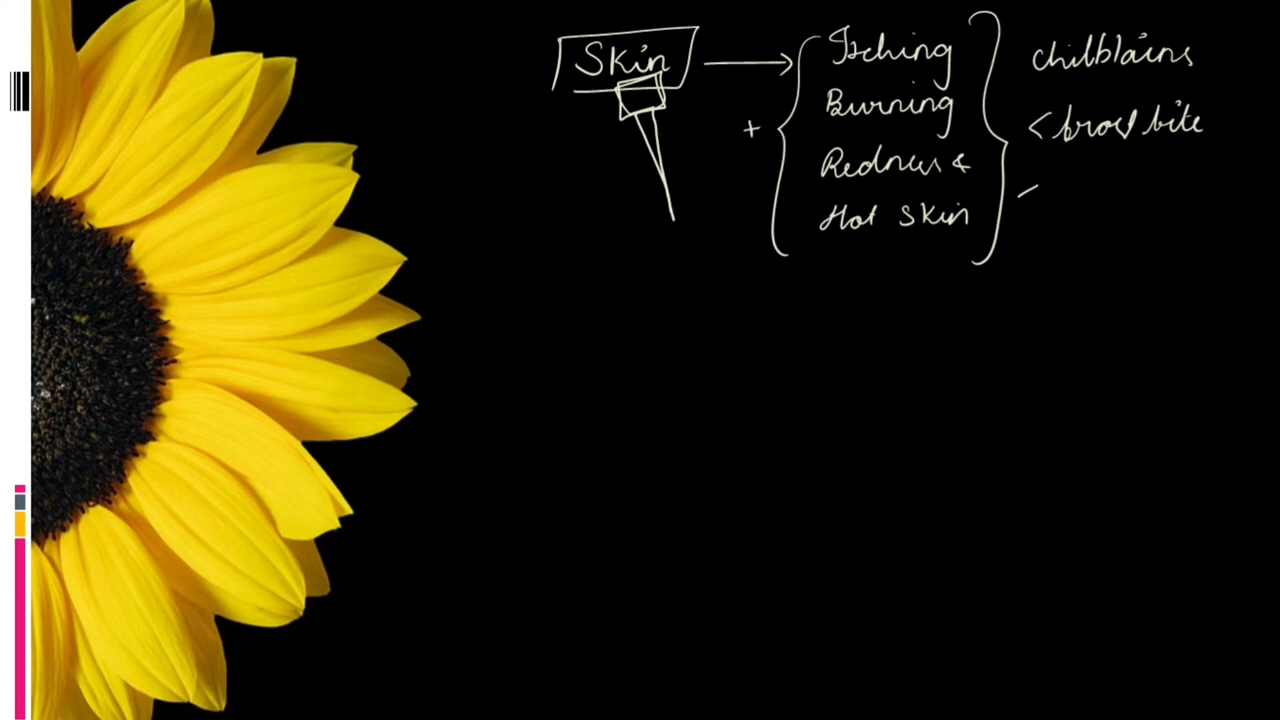 Skin → Itching chilblains
Burning
+ < frost bite
Redness &
Hot Skin